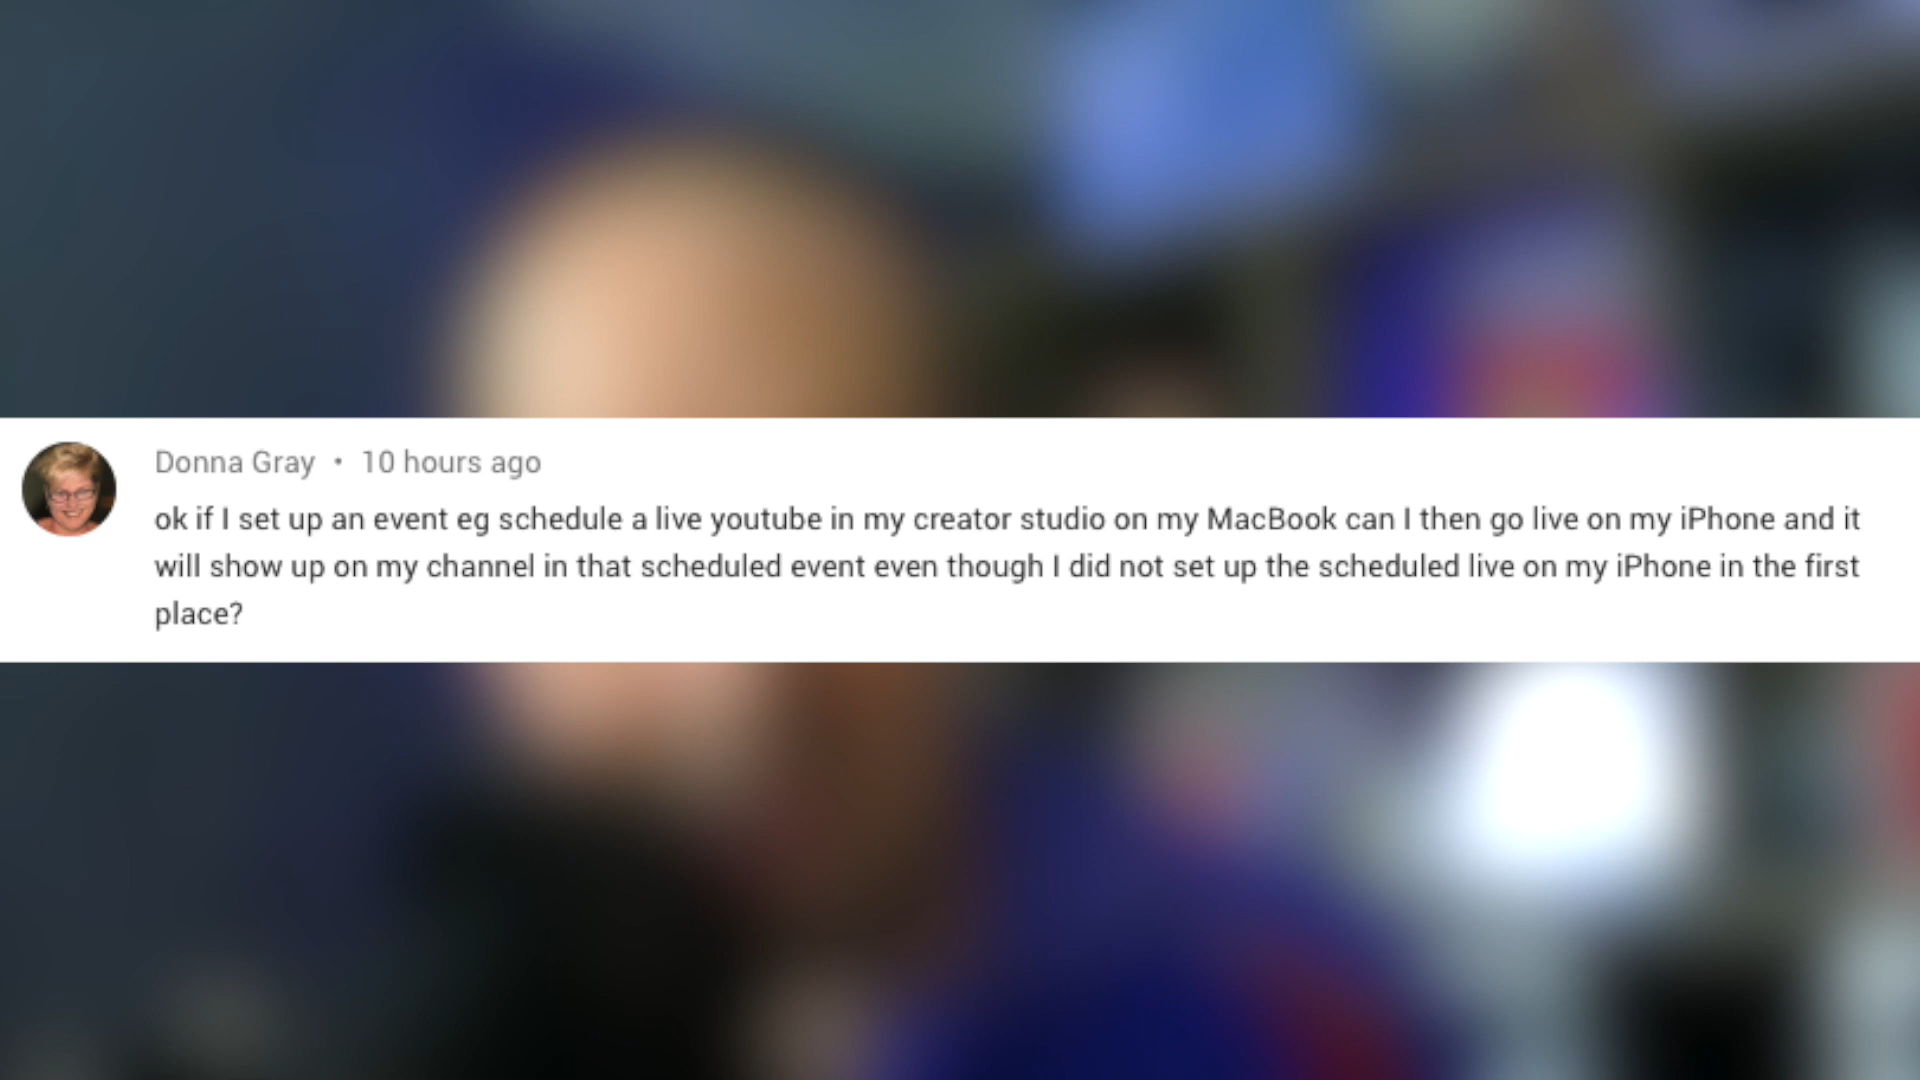 Donna Gray • 10 hours ago
ok if I set up an event eg schedule a live youtube in my creator studio on my MacBook can I then go live on my iPhone and it
will show up on my channel in that scheduled event even though I did not set up the scheduled live on my iPhone in the first
place?